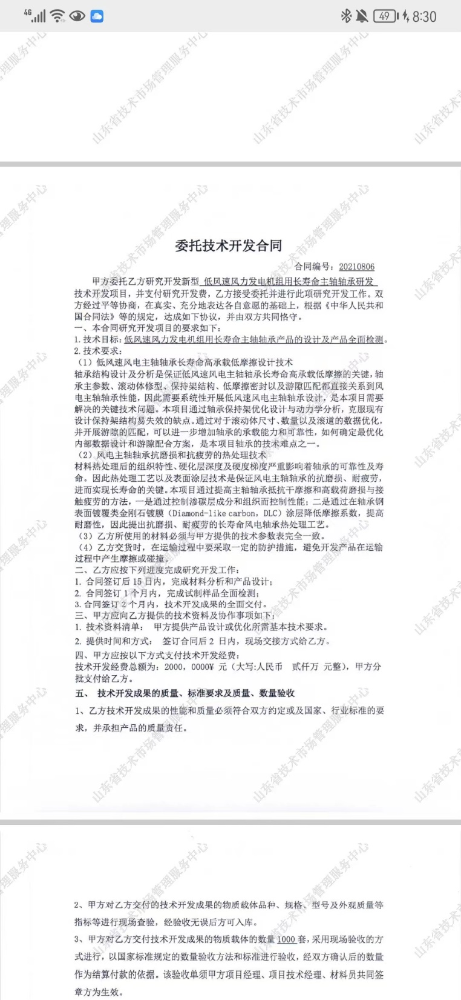 4G 49 8:30
山东省技术市场管理服务中心
委托技术开发合同
合同编号：20210806
甲方委托乙方研究开发新型 低风速风力发电机组用长寿命主轴轴承研发
技术开发项目，并支付研究开发费，乙方接受委托并进行此项研究开发工作。双
方经过平等协商，在真实、充分地表达各自意愿的基础上，根据《中华人民共和
国合同法》等的规定，达成如下协议，并由双方共同恪守。
一、本合同研究开发项目的要求如下：
1. 技术目标：低风速风力发电机组用长寿命主轴轴承产品的设计及产品全面检测。
2. 技术要求：
（1）低风速风电主轴轴承长寿命高承载低摩擦设计技术
轴承结构设计及分析是保证低风速风电主轴轴承长寿命高承载低摩擦的关键，轴
承主参数、滚动体修型、保持架结构、低摩擦密封以及游隙匹配都直接关系到风
电主轴轴承性能，因此需要系统性开展低风速风电主轴轴承设计，是本项目需要
解决的关键技术问题。本项目通过轴承保持架优化设计与动力学分析，克服现有
设计保持架结构易失效的缺点。通过对于滚动体尺寸、数量以及滚道的数据优化，
并开展游隙的匹配，可以进一步增加轴承的承载能力和可靠性，如何确定最优化
内部数据设计和游隙配合方案，是本项目轴承的技术难点之一。
（2）风电主轴轴承抗磨损和抗疲劳的热处理技术
材料热处理后的组织特性、硬化层深度及硬度梯度严重影响着轴承的可靠性及寿
命。因此热处理工艺以及表面涂层技术是保证风电主轴轴承的抗磨损、耐疲劳，
进而实现长寿命的关键。本项目通过提高主轴轴承抵抗干摩擦和高载荷磨损与接
触疲劳的方法，一是通过控制渗碳层成分和组织而控制性能；二是通过在轴承钢
表面镀覆类金刚石镀膜（Diamond-like carbon，DLC）涂层降低摩擦系数，提高
耐磨性，因此提出抗磨损、耐疲劳的长寿命风电轴承热处理工艺。
（3）乙方所使用的材料必须与甲方提供的技术参数表完全一致。
（4）乙方交货时，在运输过程中要采取一定的防护措施，避免开发产品在运输
过程中产生摩擦或碰撞。
二、乙方应按下列进度完成研究开发工作：
1. 合同签订后 15 日内，完成材料分析和产品设计；
2. 合同签订 1 个月内，完成试制样品全面检测；
3. 合同签订 2 个月内，技术开发成果的全面交付。
三、甲方应向乙方提供的技术资料及协作事项如下：
1. 技术资料清单： 甲方提供产品设计或优化所需基本技术要求。
2. 提供时间和方式： 签订合同后 2 日内，现场交接方式给乙方。
四、甲方应按以下方式支付技术开发经费：
技术开发经费总额为：2000，0000¥ 元（大写：人民币 贰仟万 元整），甲方分
批支付给乙方。
五、 技术开发成果的质量、标准要求及质量、数量验收
1、乙方技术开发成果的性能和质量必须符合双方约定或及国家、行业标准的要
求，并承担产品的质量责任。
2、甲方对乙方交付的技术开发成果的物质载体品种、规格、型号及外观质量等
指标等进行现场查验，经验收无误后方可入库。
3、甲方对乙方交付技术开发成果的物质载体的数量 1000 套，采用现场验收的方
式进行，以国家标准规定的数量验收方法和标准进行验收，经双方确认后的数量
作为结算付款的依据。该验收单须甲方项目经理、项目技术经理、材料员共同签
章方为生效。